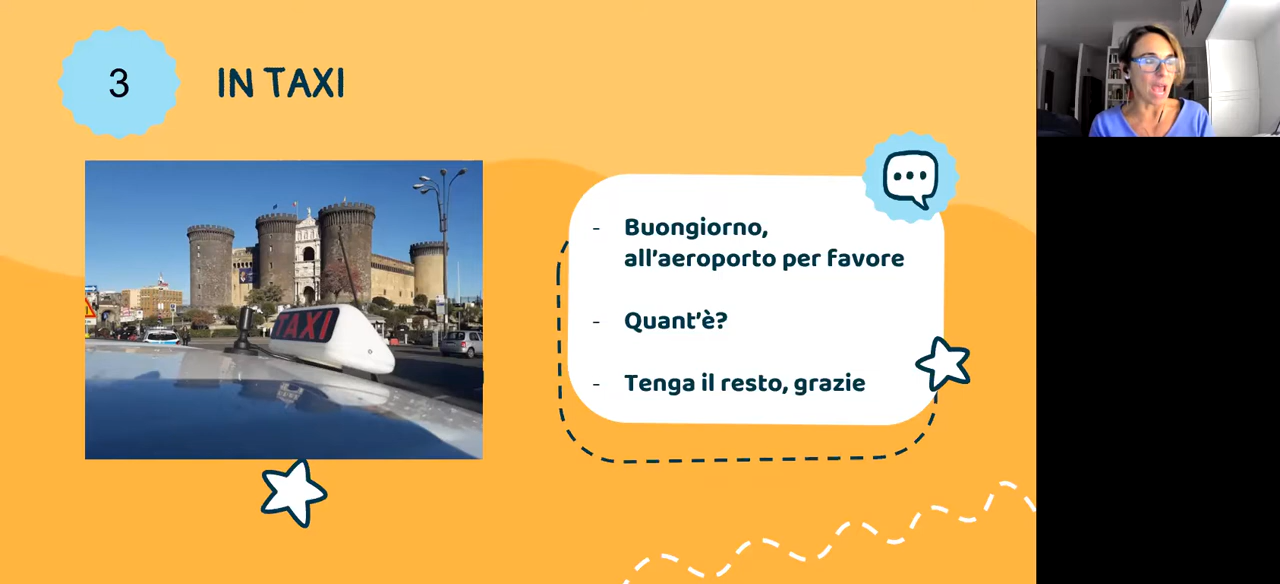 3
IN TAXI
TAXI
- Buongiorno,
all'aeroporto per favore
- Quant'è?
- Tenga il resto, grazie